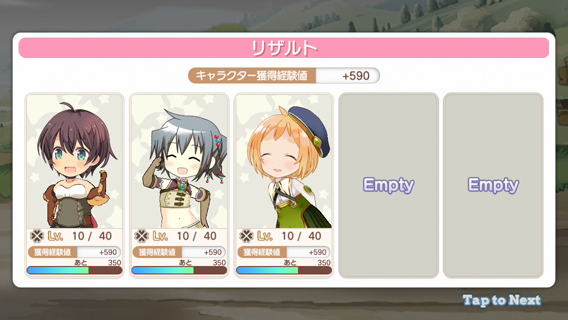 リザルト
キャラクター獲得経験値 +590
Empty Empty
Lv. 10 / 40 Lv. 10 / 40 Lv. 10 / 40
獲得経験値 +590 獲得経験値 +590 獲得経験値 +590
あと 350 あと 350 あと 350
Tap to Next